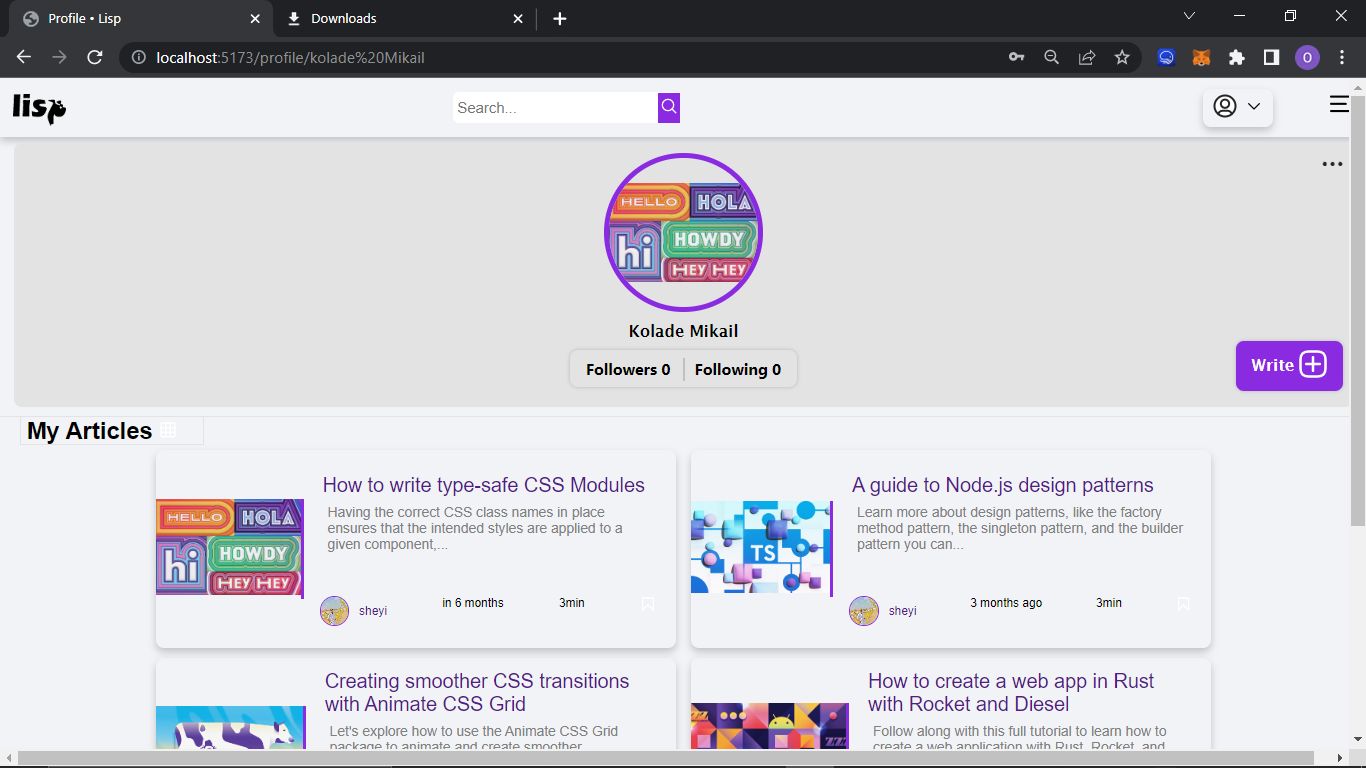 Profile • Lisp
Downloads
localhost:5173/profile/kolade%20Mikail
O
lisp
Search...
HELLO HOLA
hi HOWDY
HEY HEY
Kolade Mikail
Followers 0 Following 0
Write
My Articles
HELLO HOLA
hi HOWDY
HEY HEY
How to write type-safe CSS Modules
Having the correct CSS class names in place
ensures that the intended styles are applied to a
given component,...
sheyi in 6 months 3min
TS
A guide to Node.js design patterns
Learn more about design patterns, like the factory
method pattern, the singleton pattern, and the builder
pattern you can...
sheyi 3 months ago 3min
Creating smoother CSS transitions
with Animate CSS Grid
Let's explore how to use the Animate CSS Grid
package to animate and create smoother
How to create a web app in Rust
with Rocket and Diesel
Follow along with this full tutorial to learn how to
create a web application with Rust, Rocket, and